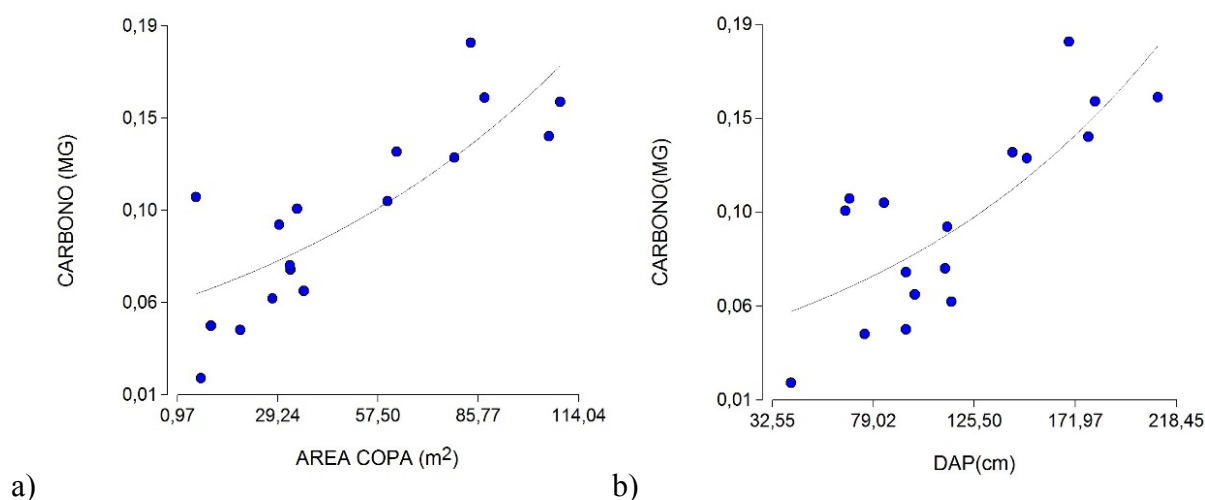 0,19
0,15
0,10
0,06
0,01
CARBONO (MG)
0,97 29,24 57,50 85,77 114,04
AREA COPA (m²)
a)
0,19
0,15
0,10
0,06
0,01
CARBONO(MG)
32,55 79,02 125,50 171,97 218,45
DAP(cm)
b)